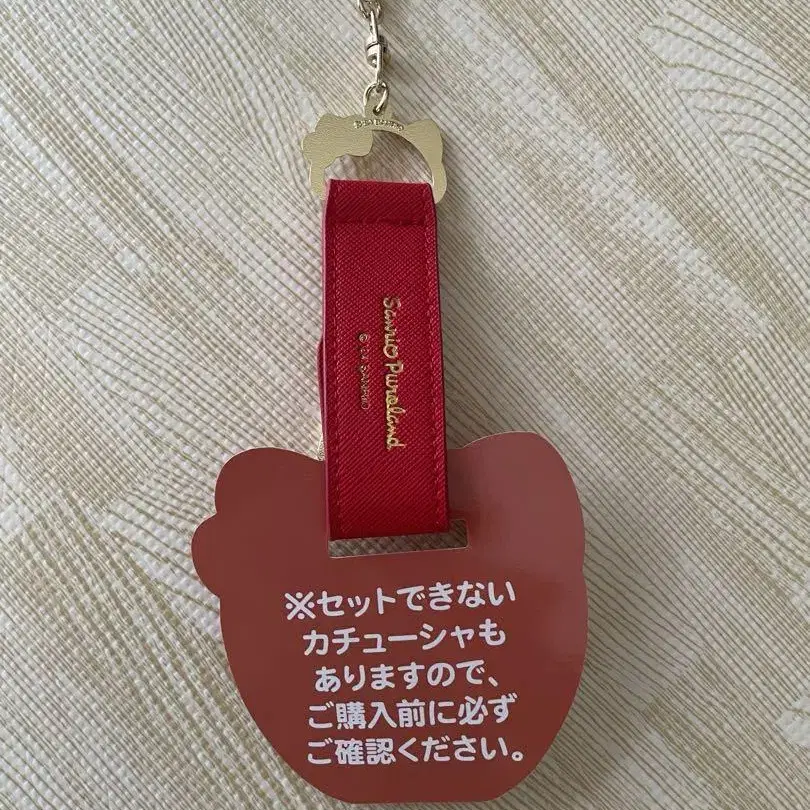 Sanrio Puroland
※セットできない
カチューシャも
ありますので、
ご購入前に必ず
ご確認ください。